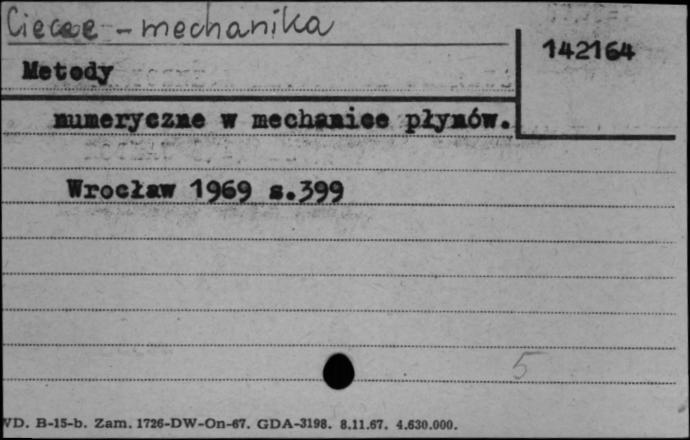 Ciecze - mechanika
142164
Metody
numeryczne w mechanice płynów.
Wrocław 1969 s.399
5
VD. B-15-b. Zam. 1726-DW-On-67. GDA-3198. 8.11.67. 4.630.000.